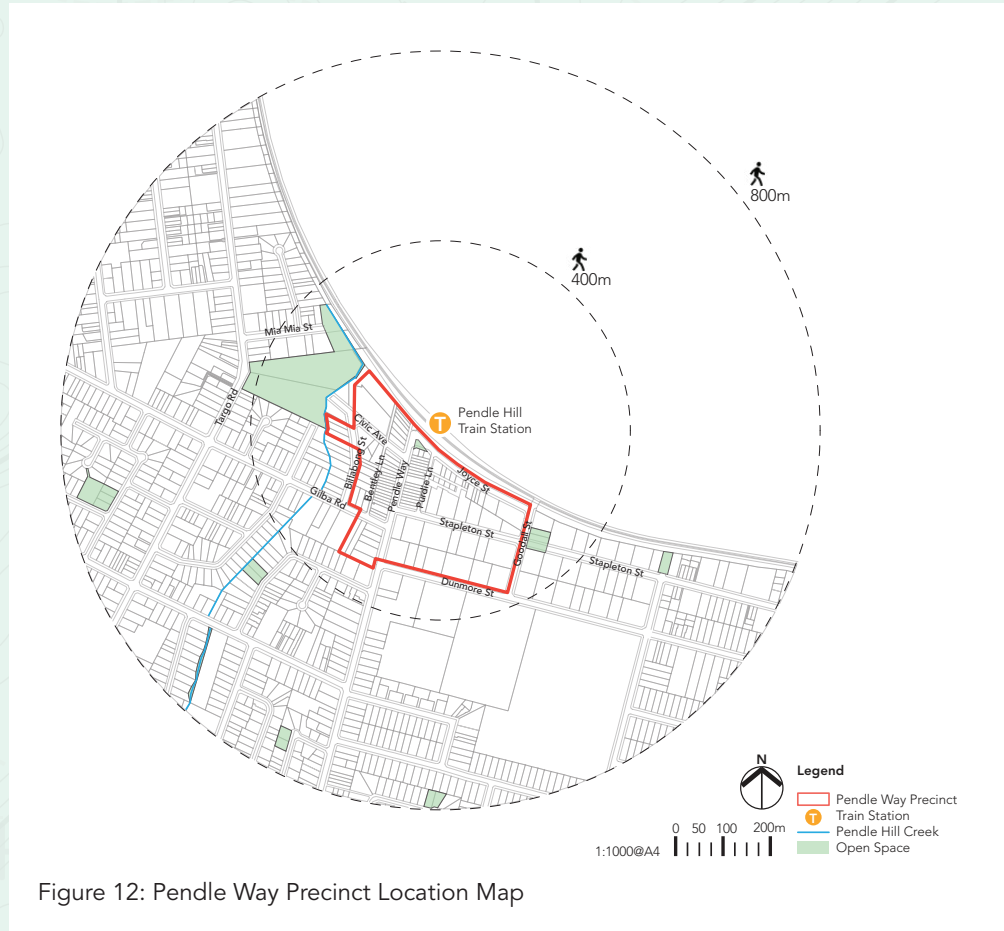 800m
400m
Mia Mia St
Targo Rd
Pendle Hill
Train Station
Civic Ave
Billabong St
Bentley Ln
Pendle Way
Purdie Ln
Joyce St
Gilba Rd
Stapleton St
Goodall St
Stapleton St
Dunmore St
N
Legend
Pendle Way Precinct
T Train Station
Pendle Hill Creek
Open Space
T
0 50 100 200m
1:1000@A4
Figure 12: Pendle Way Precinct Location Map